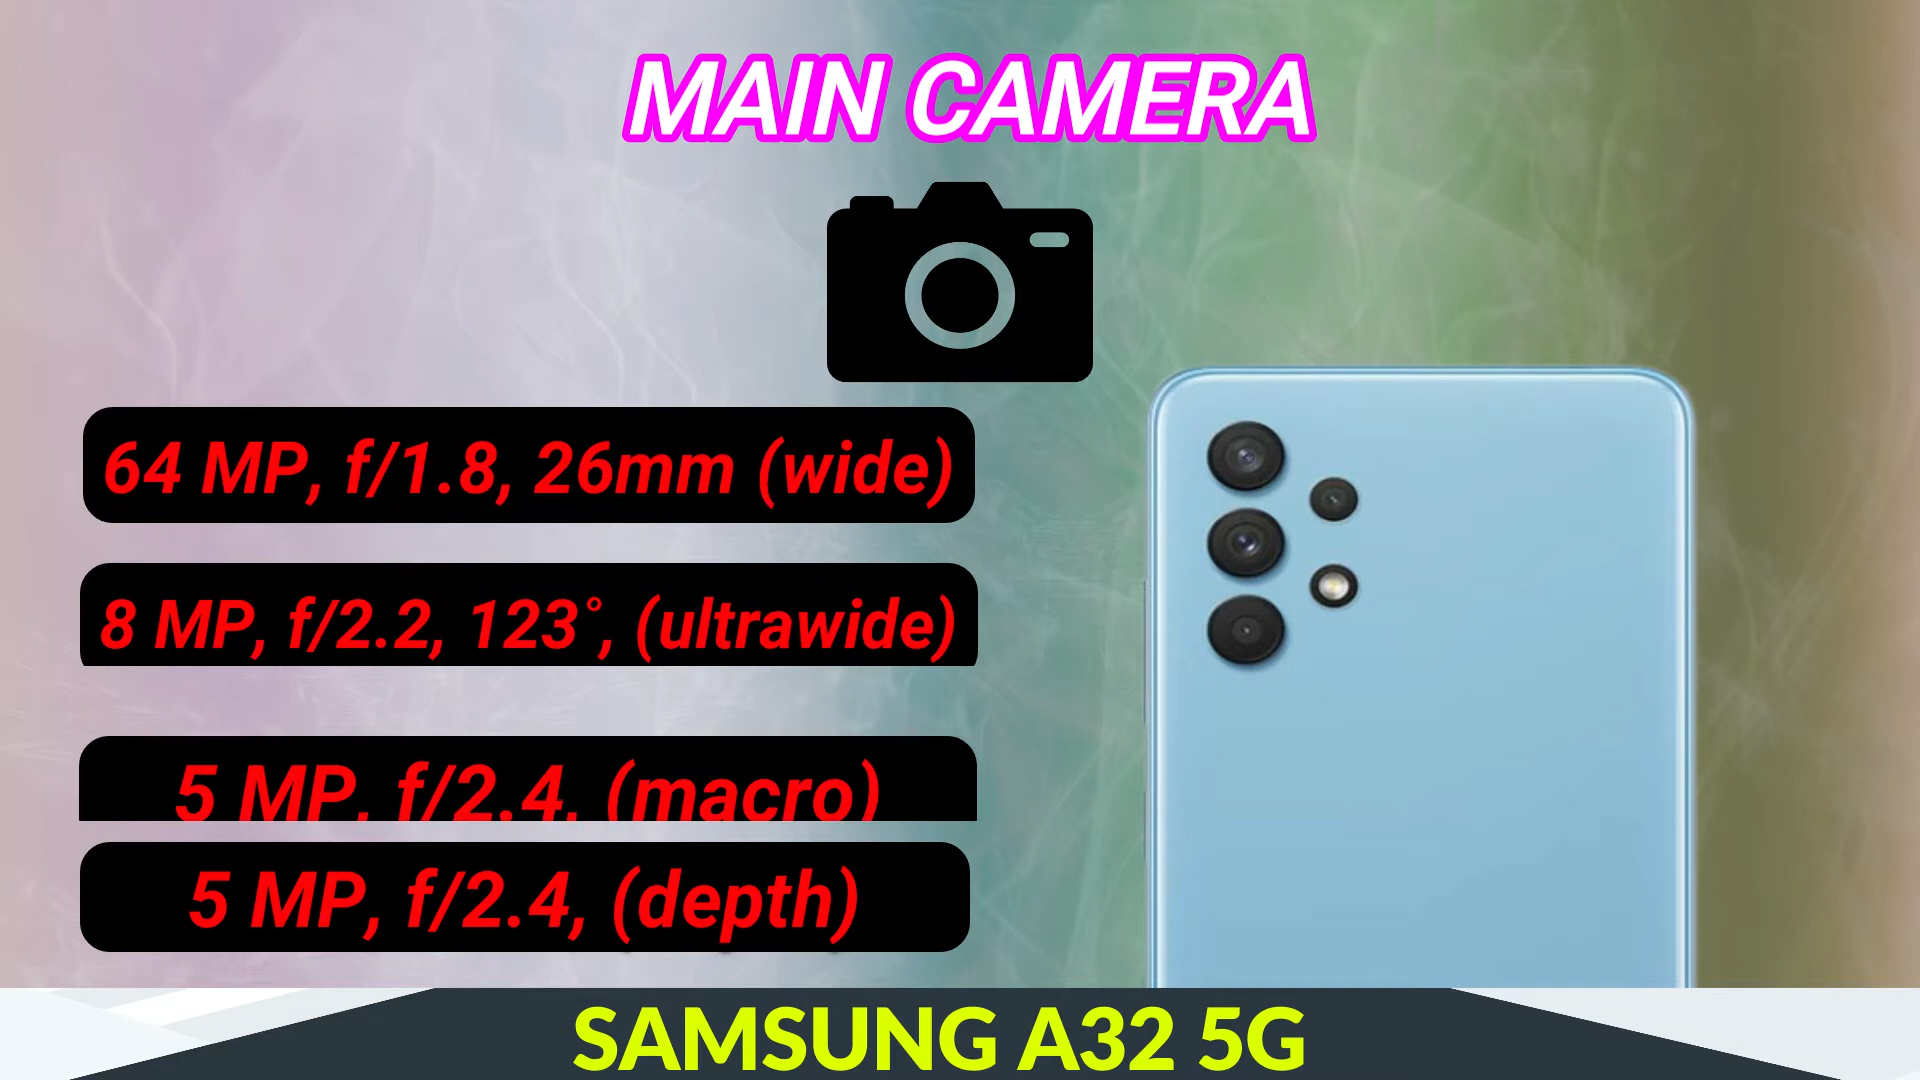 MAIN CAMERA
64 MP, f/1.8, 26mm (wide)
8 MP, f/2.2, 123˚, (ultrawide)
5 MP, f/2.4, (macro)
5 MP, f/2.4, (depth)
SAMSUNG A32 5G